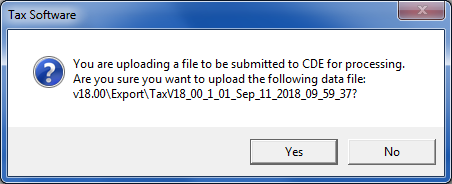 Tax Software
You are uploading a file to be submitted to CDE for processing.
Are you sure you want to upload the following data file:
v18.00\Export\TaxV18_00_1_01_Sep_11_2018_09_59_37?
Yes No